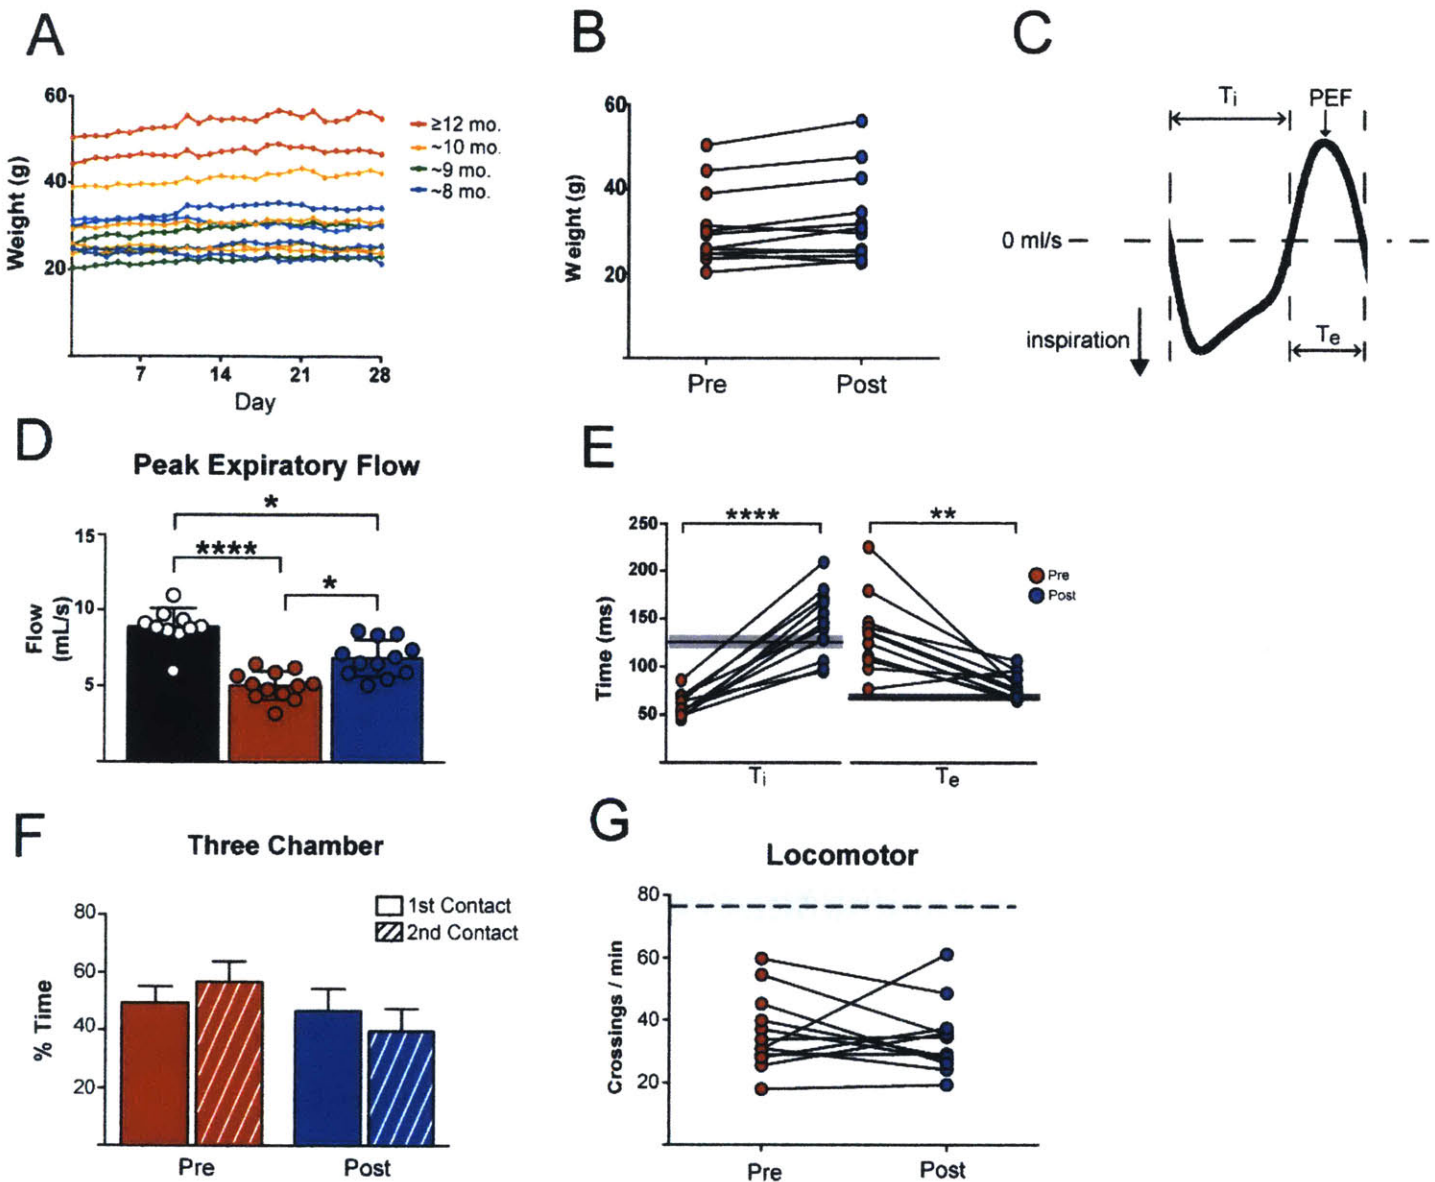 A
60
40
20
Weight (g)
7 14 21 28
Day
≥12 mo.
~10 mo.
~9 mo.
~8 mo.
B
60
40
20
Weight (g)
Pre Post
C
Ti PEF
0 ml/s
inspiration
Te
D
Peak Expiratory Flow
*
****
*
15
10
5
Flow
(mL/s)
E
**** **
250
200
150
100
50
Time (ms)
Pre
Post
Ti Te
F
Three Chamber
1st Contact
2nd Contact
80
60
40
20
% Time
Pre Post
G
Locomotor
80
60
40
20
Crossings / min
Pre Post